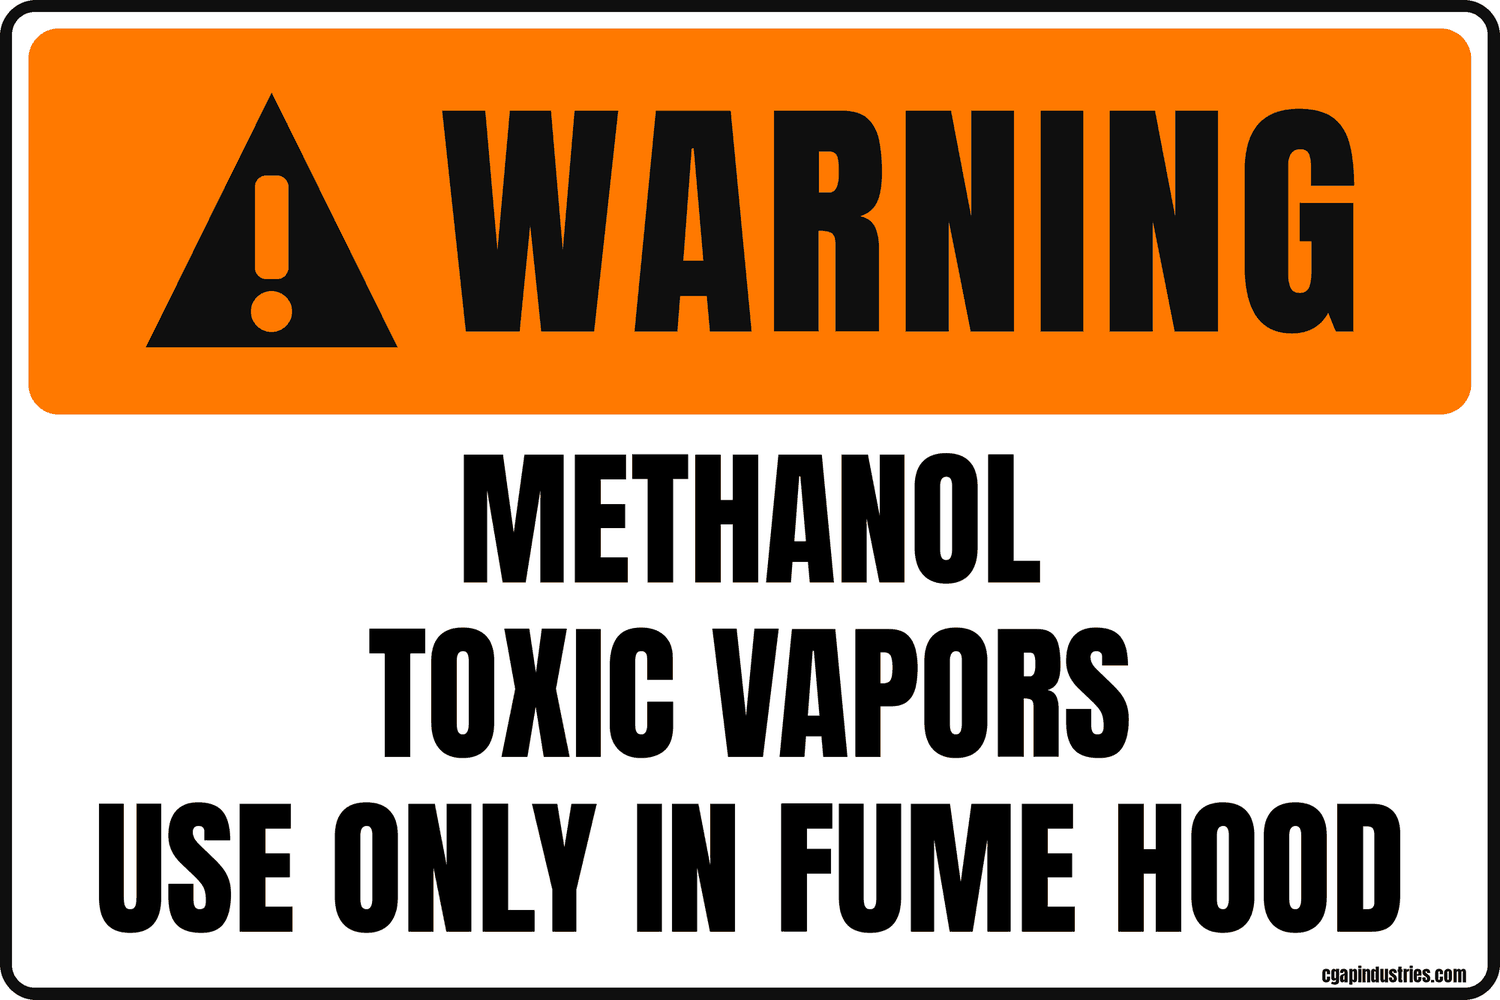 WARNING
METHANOL
TOXIC VAPORS
USE ONLY IN FUME HOOD
cgapindustries.com